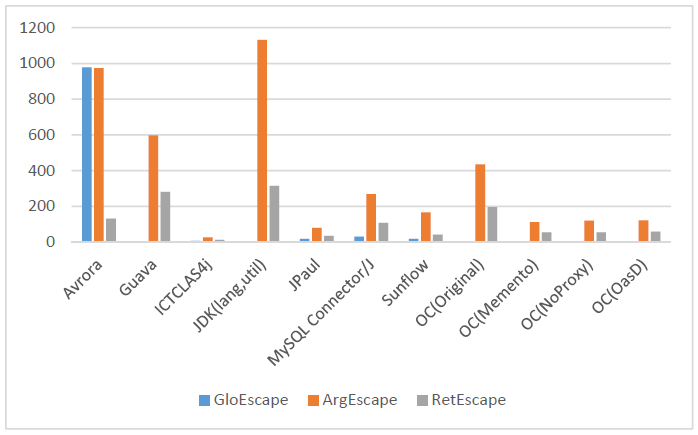 1200
1000
800
600
400
200
0
Avrora
Guava
ICTCLAS4j
JDK(lang,util)
JPaul
MySQL Connector/J
Sunflow
OC(Original)
OC(Memento)
OC(NoProxy)
OC(OasD)
GloEscape ArgEscape RetEscape